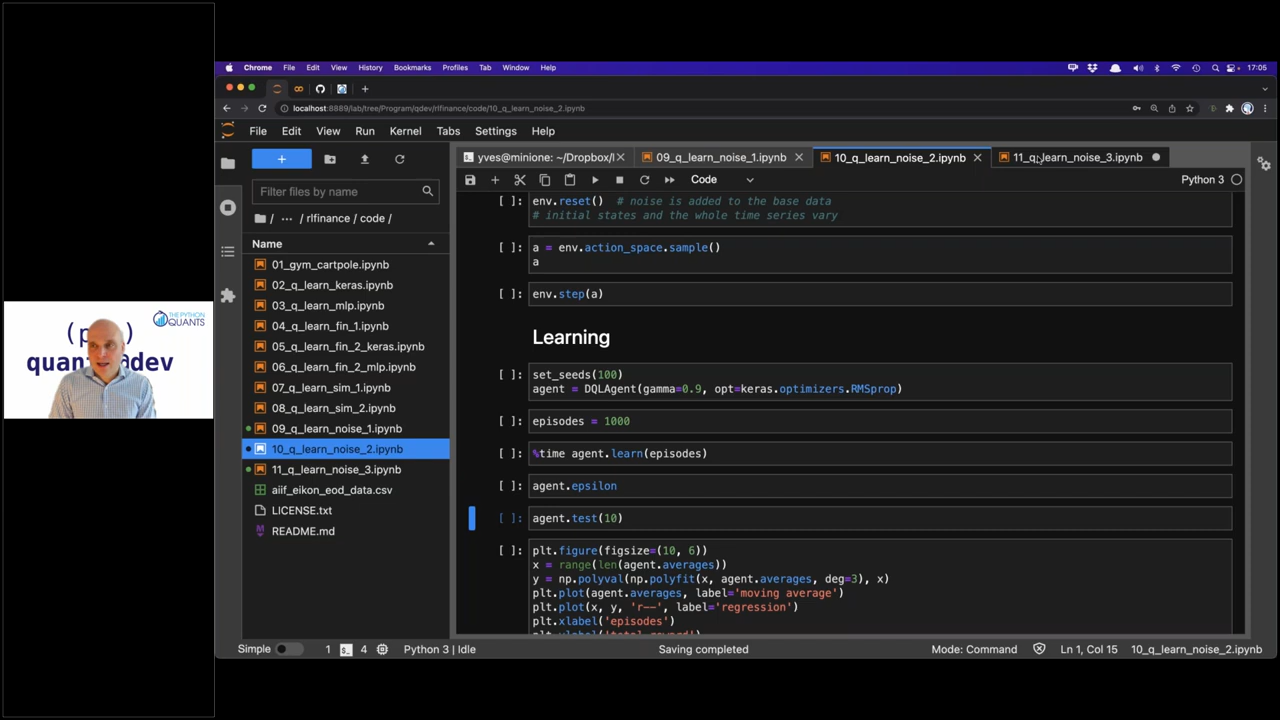 Chrome File Edit View History Bookmarks Profiles Tab Window Help 17:05
localhost:8889/lab/tree/Program/qdev/rlfinance/code/10_q_learn_noise_2.ipynb
File Edit View Run Kernel Tabs Settings Help
yves@minione: ~/Dropbox/I
09_q_learn_noise_1.ipynb
10_q_learn_noise_2.ipynb
11_q_learn_noise_3.ipynb
Code
Python 3
Filter files by name
/ ... / rlfinance / code /
Name
01_gym_cartpole.ipynb
02_q_learn_keras.ipynb
03_q_learn_mlp.ipynb
04_q_learn_fin_1.ipynb
05_q_learn_fin_2_keras.ipynb
06_q_learn_fin_2_mlp.ipynb
07_q_learn_sim_1.ipynb
08_q_learn_sim_2.ipynb
09_q_learn_noise_1.ipynb
10_q_learn_noise_2.ipynb
11_q_learn_noise_3.ipynb
aiif_eikon_eod_data.csv
LICENSE.txt
README.md
[ ]: env.reset()  # noise is added to the base data
# initial states and the whole time series vary
[ ]: a = env.action_space.sample()
a
[ ]: env.step(a)
Learning
[ ]: set_seeds(100)
agent = DQLAgent(gamma=0.9, opt=keras.optimizers.RMSprop)
[ ]: episodes = 1000
[ ]: %time agent.learn(episodes)
[ ]: agent.epsilon
[ ]: agent.test(10)
[ ]: plt.figure(figsize=(10, 6))
x = range(len(agent.averages))
y = np.polyval(np.polyfit(x, agent.averages, deg=3), x)
plt.plot(agent.averages, label='moving average')
plt.plot(x, y, 'r--', label='regression')
plt.xlabel('episodes')
plt.ylabel('total reward')
Simple 1 4 Python 3 | Idle Saving completed Mode: Command Ln 1, Col 15 10_q_learn_noise_2.ipynb
THE PYTHON
QUANTS